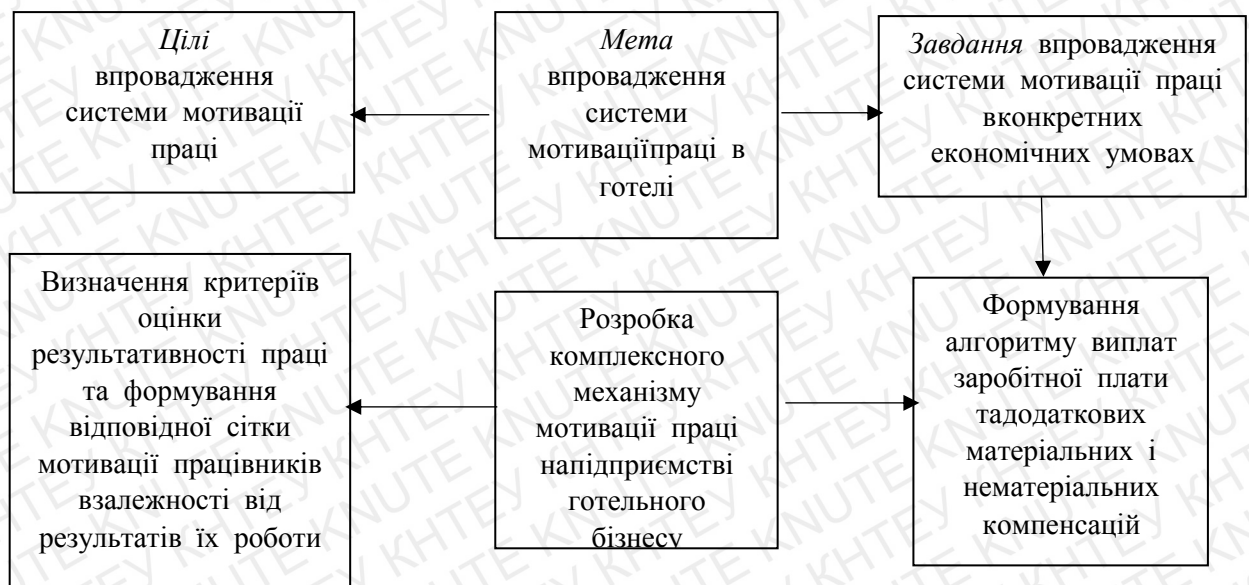 Цілі
впровадження
системи мотивації
праці
Мета
впровадження
системи
мотиваціїпраці в
готелі
Завдання впровадження
системи мотивації праці
вконкретних
економічних умовах
Визначення критеріїв
оцінки
результативності праці
та формування
відповідної сітки
мотивації працівників
взалежності від
результатів їх роботи
Розробка
комплексного
механізму
мотивації праці
напідприємстві
готельного
бізнесу
Формування
алгоритму виплат
заробітної плати
тадодаткових
матеріальних і
нематеріальних
компенсацій